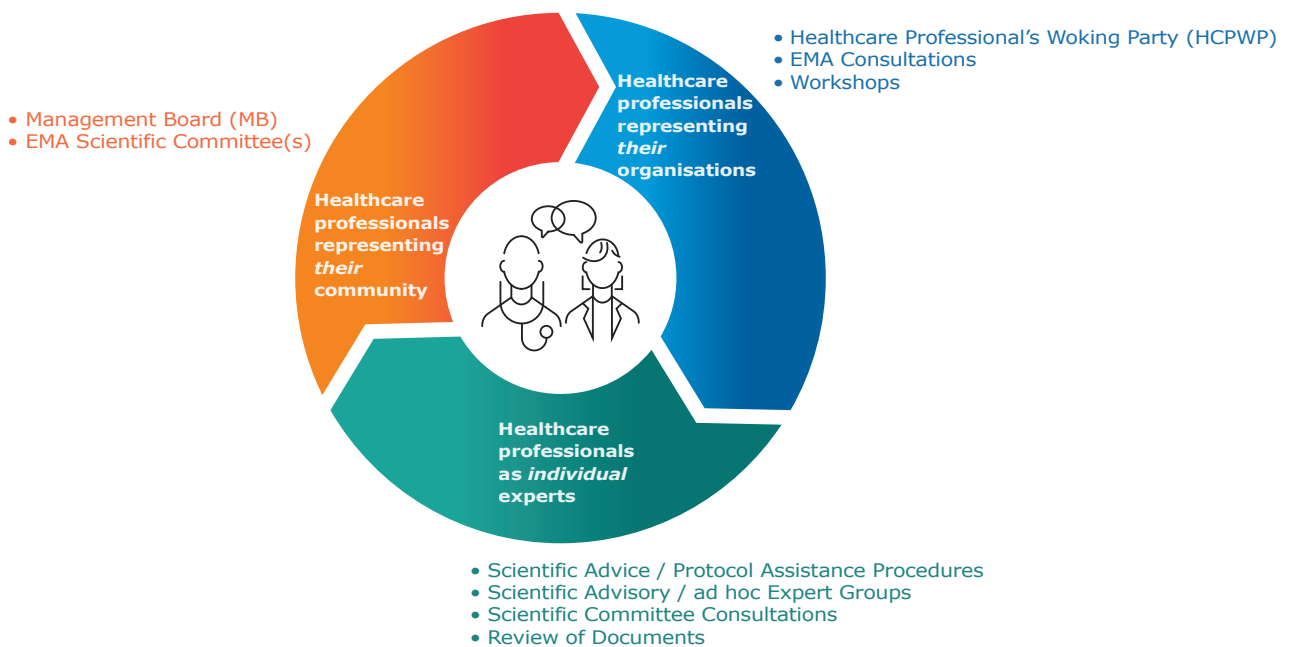 • Management Board (MB)
• EMA Scientific Committee(s)
Healthcare
professionals
representing
their
community
Healthcare
professionals
representing
their
organisations
• Healthcare Professional's Woking Party (HCPWP)
• EMA Consultations
• Workshops
Healthcare
professionals
as individual
experts
• Scientific Advice / Protocol Assistance Procedures
• Scientific Advisory / ad hoc Expert Groups
• Scientific Committee Consultations
• Review of Documents